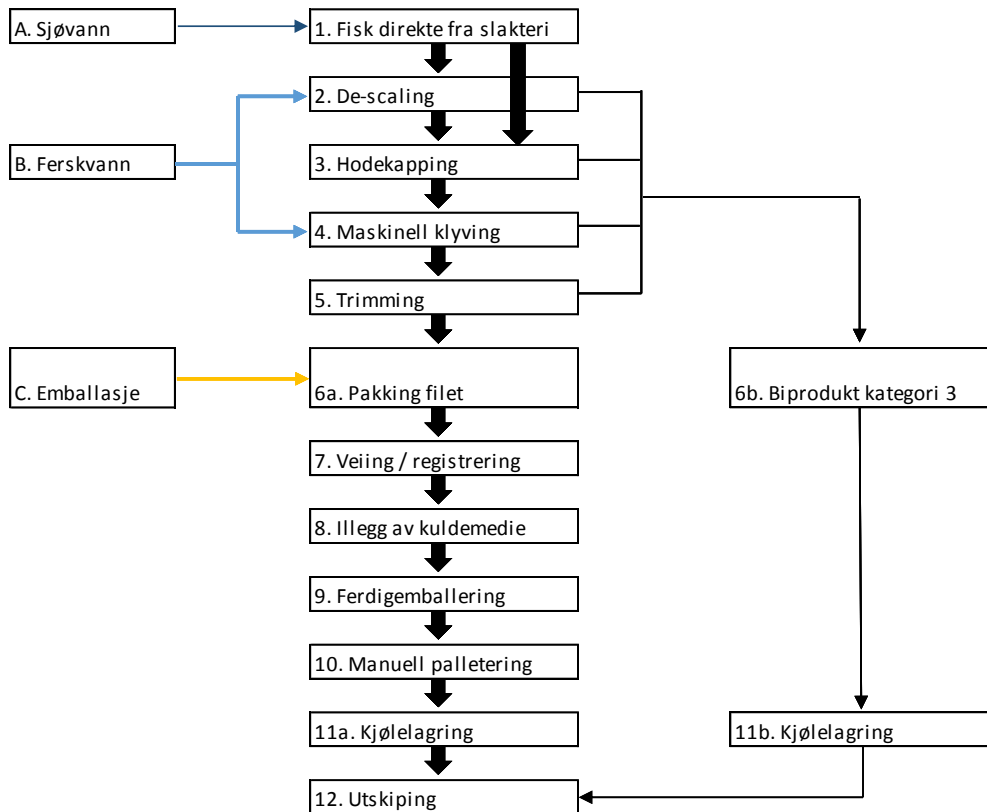 A. Sjøvann
1. Fisk direkte fra slakteri
2. De-scaling
B. Ferskvann
3. Hodekapping
4. Maskinell klyving
5. Trimming
C. Emballasje
6a. Pakking filet
6b. Biprodukt kategori 3
7. Veiing / registrering
8. Illegg av kuldemedie
9. Ferdigemballering
10. Manuell palletering
11a. Kjølelagring
11b. Kjølelagring
12. Utskiping